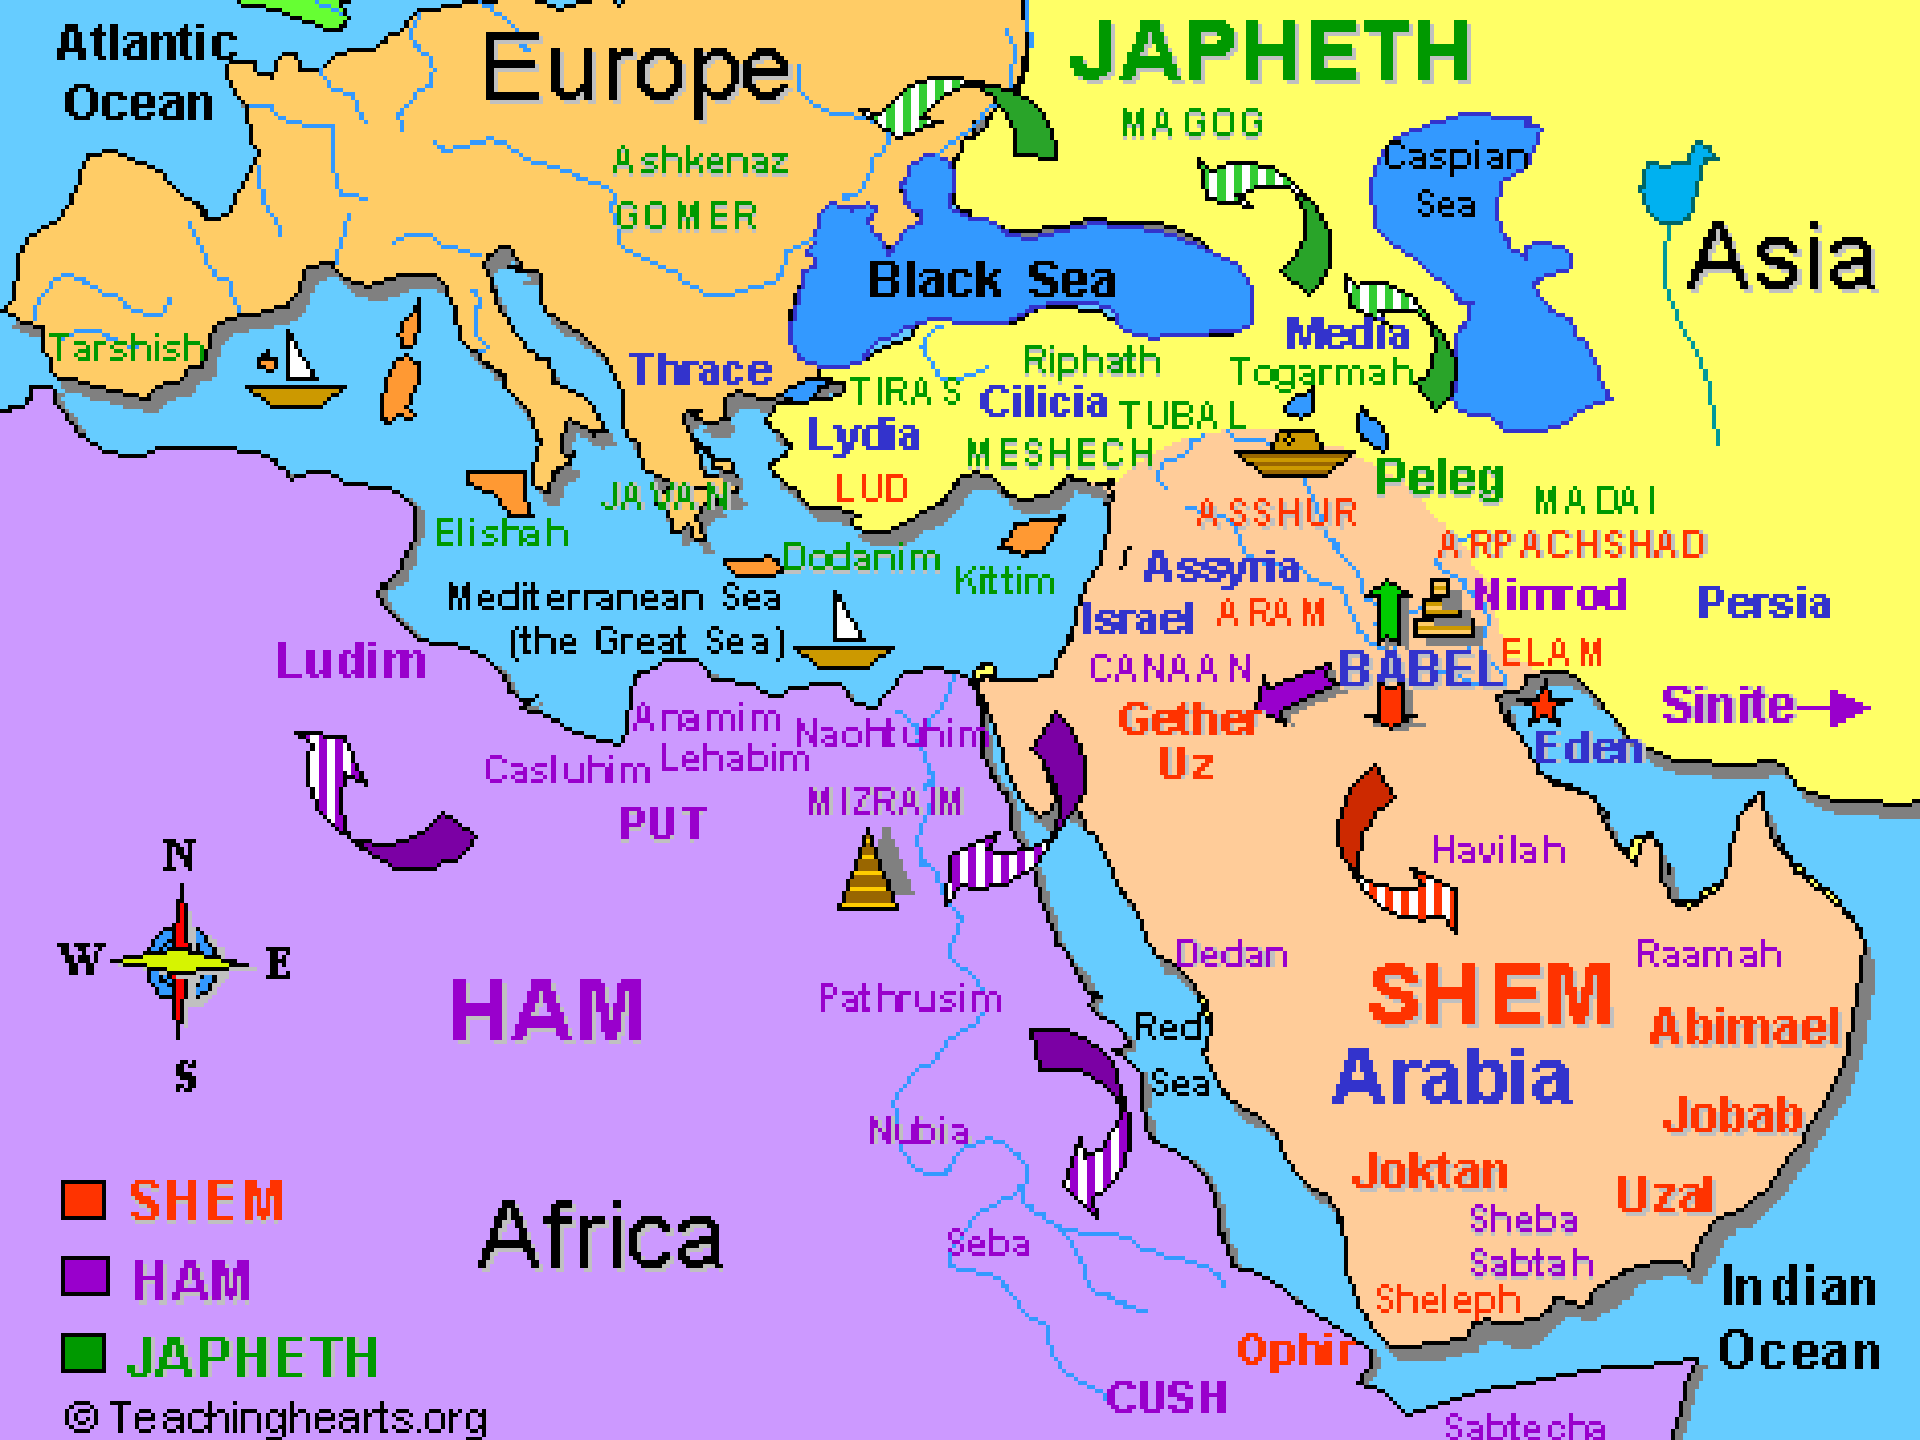 Atlantic
Ocean
Europe
JAPHETH
MAGOG
Caspian
Sea
Asia
Ashkenaz
GOMER
Black Sea
Tarshish
Thrace
TIRAS
Riphath
Media
Togarmah
Cilicia
TUBAL
Lydia
MESHECH
LUD
Peleg
MADAI
JAVAN
Elishah
Dodanim
Kittim
ASSHUR
ARPACHSHAD
Assyria
Nimrod
Persia
Mediterranean Sea
(the Great Sea)
Israel
ARAM
ELAM
CANAAN
BABEL
Sinite
Ludim
Anamim
Naohtuhim
Gether
Uz
Eden
Casluhim
Lehabim
MIZRAIM
PUT
Havilah
N
W
E
S
HAM
Pathrusim
Dedan
Raamah
SHEM
Arabia
Abimael
Red
Sea
Jobab
Nubia
Joktan
Uzal
Sheba
Sabtah
Sheleph
Seba
Africa
Indian
Ocean
Ophir
CUSH
Sabtecha
SHEM
HAM
JAPHETH
© Teachinghearts.org